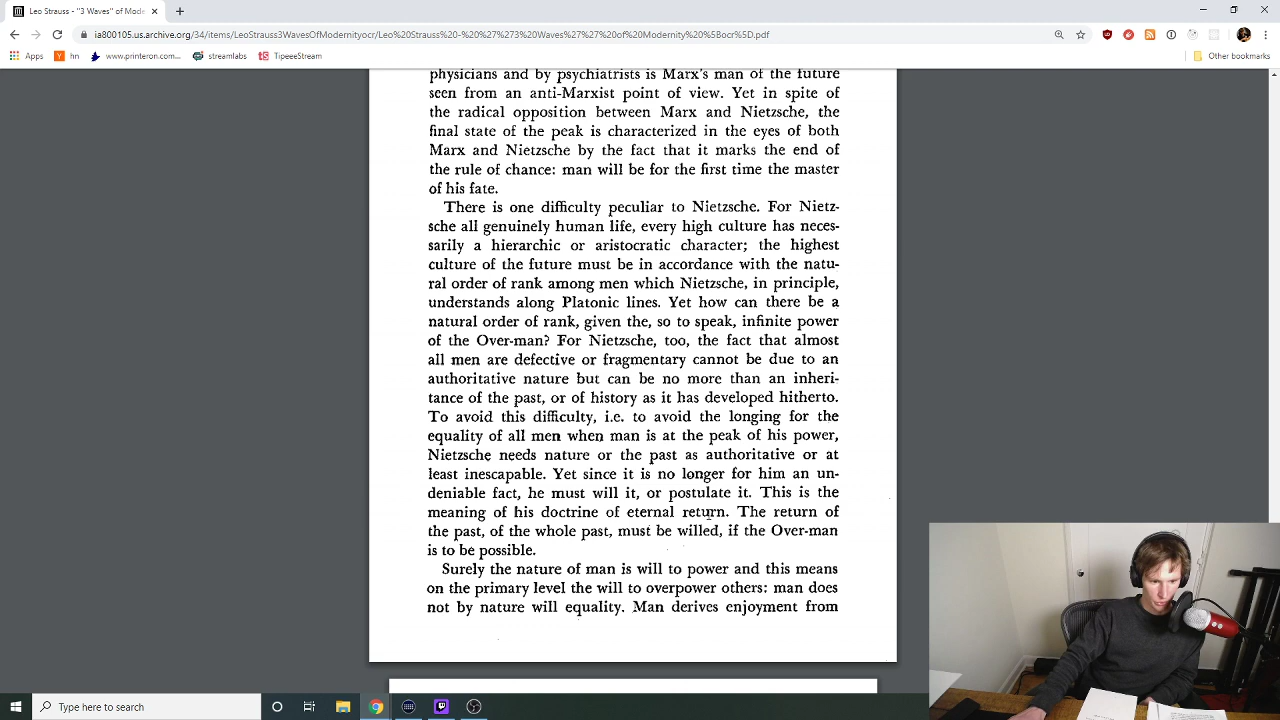 Leo Strauss - "3 Waves" of Mode
ia800105.us.archive.org/34/items/LeoStrauss3WavesOfModernityocr/Leo%20Strauss%20-%20%27%273%20Waves%27%27%20of%20Modernity%20%5Bocr%5D.pdf
Apps hn www.printeron.com... streamlabs TipeeeStream Other bookmarks
physicians and by psychiatrists is Marx's man of the future
seen from an anti-Marxist point of view. Yet in spite of
the radical opposition between Marx and Nietzsche, the
final state of the peak is characterized in the eyes of both
Marx and Nietzsche by the fact that it marks the end of
the rule of chance: man will be for the first time the master
of his fate.
There is one difficulty peculiar to Nietzsche. For Nietz-
sche all genuinely human life, every high culture has neces-
sarily a hierarchic or aristocratic character; the highest
culture of the future must be in accordance with the natu-
ral order of rank among men which Nietzsche, in principle,
understands along Platonic lines. Yet how can there be a
natural order of rank, given the, so to speak, infinite power
of the Over-man? For Nietzsche, too, the fact that almost
all men are defective or fragmentary cannot be due to an
authoritative nature but can be no more than an inheri-
tance of the past, or of history as it has developed hitherto.
To avoid this difficulty, i.e. to avoid the longing for the
equality of all men when man is at the peak of his power,
Nietzsche needs nature or the past as authoritative or at
least inescapable. Yet since it is no longer for him an un-
deniable fact, he must will it, or postulate it. This is the
meaning of his doctrine of eternal return. The return of
the past, of the whole past, must be willed, if the Over-man
is to be possible.
Surely the nature of man is will to power and this means
on the primary level the will to overpower others: man does
not by nature will equality. Man derives enjoyment from
Type here to search